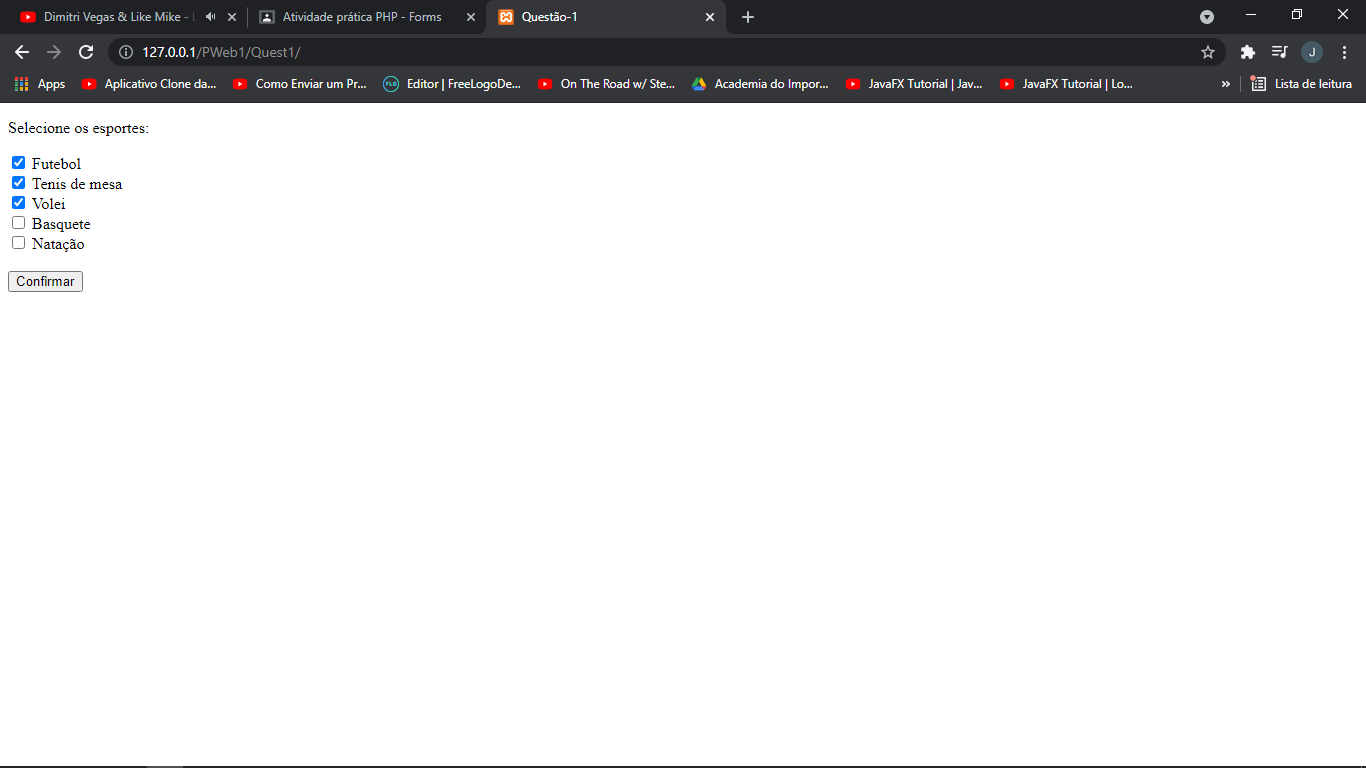 Dimitri Vegas & Like Mike - L
Atividade prática PHP - Forms
Questão-1
127.0.0.1/PWeb1/Quest1/
J
Apps
Aplicativo Clone da...
Como Enviar um Pr...
FLD
Editor | FreeLogoDe...
On The Road w/ Ste...
Academia do Impor...
JavaFX Tutorial | Jav...
JavaFX Tutorial | Lo...
»
Lista de leitura
Selecione os esportes:
Futebol
Tenis de mesa
Volei
Basquete
Natação
Confirmar